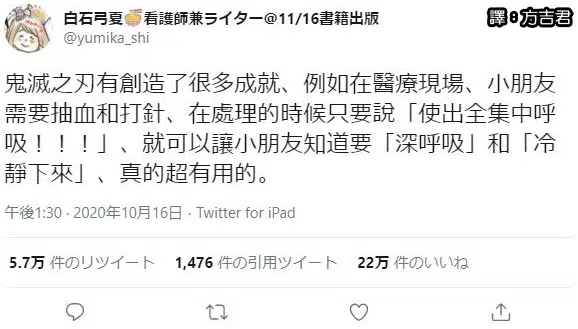 白石弓夏🍜看護師兼ライター@11/16書籍出版
譯8方吉君
@yumika_shi
鬼滅之刃有創造了很多成就、例如在醫療現場、小朋友
需要抽血和打針、在處理的時候只要說「使出全集中呼
吸！！！」、就可以讓小朋友知道要「深呼吸」和「冷
靜下來」、真的超有用的。
午後1:30 · 2020年10月16日 · Twitter for iPad
5.7万 件のリツイート 1,476 件の引用ツイート 22万 件のいいね